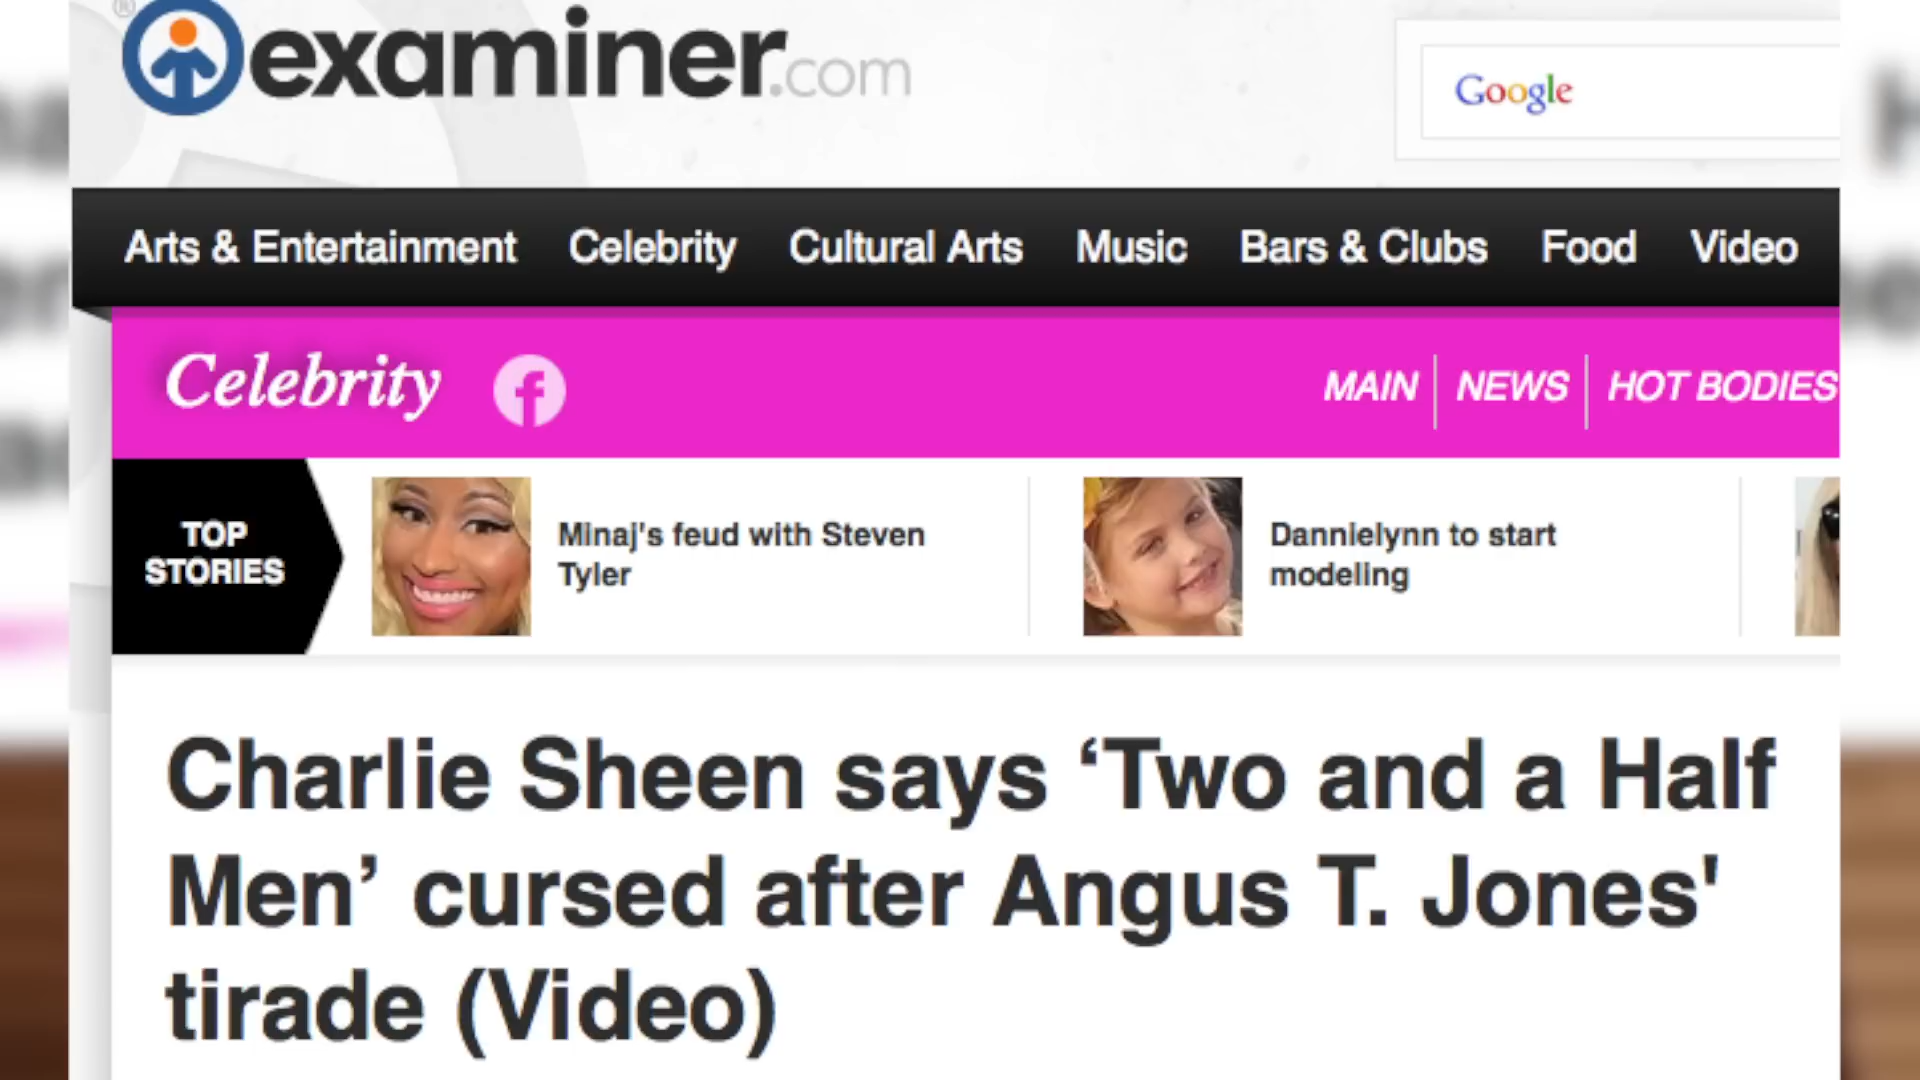 ®
examiner.com
Google
Arts & Entertainment Celebrity Cultural Arts Music Bars & Clubs Food Video
Celebrity f MAIN NEWS HOT BODIES
TOP
STORIES
Minaj's feud with Steven
Tyler
Dannielynn to start
modeling
Charlie Sheen says ‘Two and a Half
Men’ cursed after Angus T. Jones'
tirade (Video)